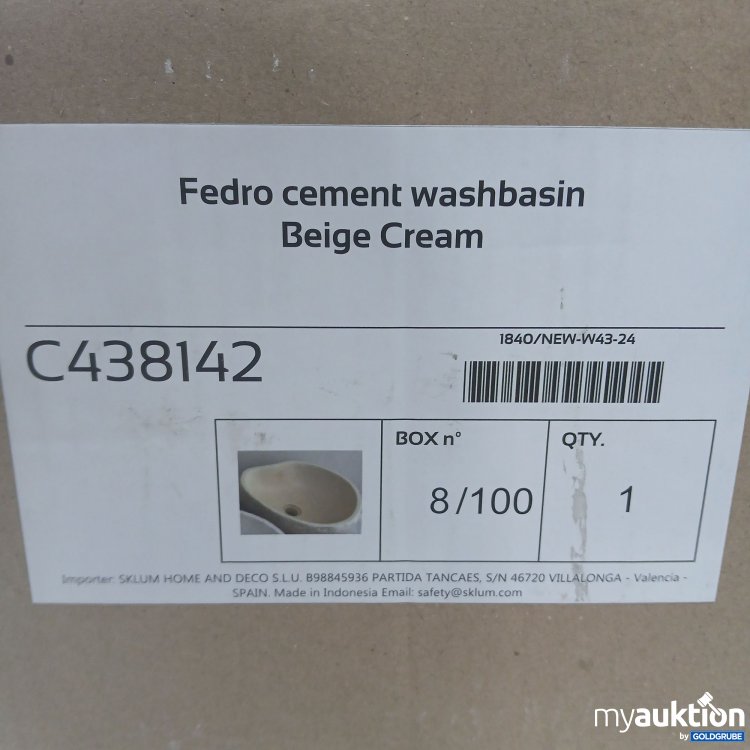 Fedro cement washbasin
Beige Cream
C438142
1840/NEW-W43-24
BOX n°
QTY.
8/100
1
Importer: SKLUM HOME AND DECO S.L.U. B98845936 PARTIDA TANCAES, S/N 46720 VILLALONGA - Valencia -
SPAIN. Made in Indonesia Email: safety@sklum.com
myauktion
by GOLDGRUBE